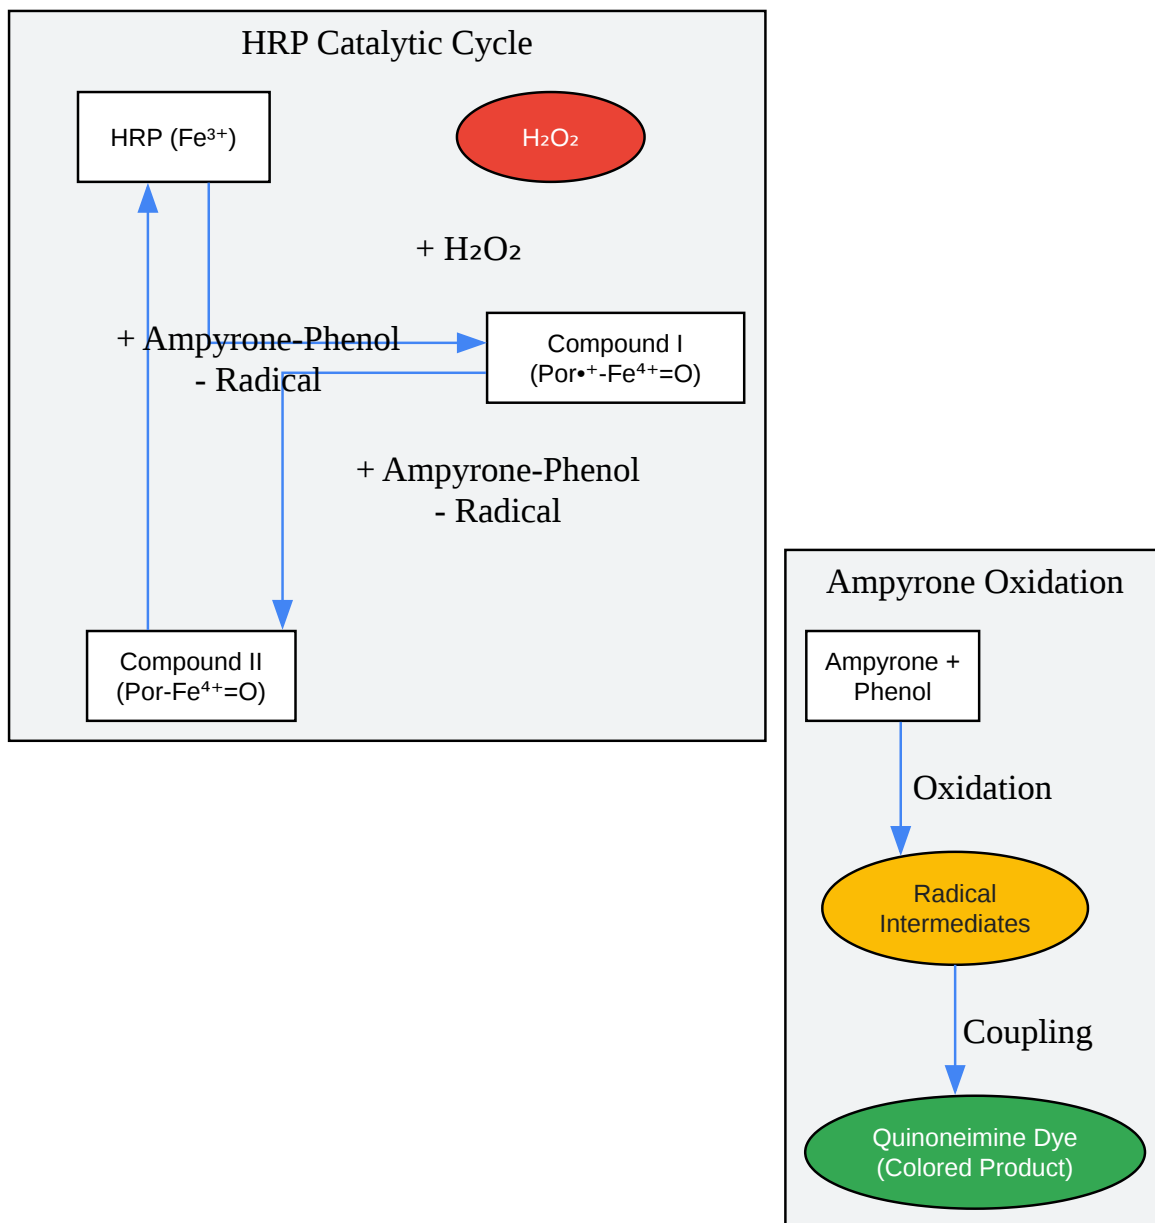 HRP Catalytic Cycle
HRP (Fe³⁺)
H₂O₂
+ H₂O₂
+ Ampyrone-Phenol
- Radical
Compound I
(Por•⁺-Fe⁴⁺=O)
+ Ampyrone-Phenol
- Radical
Compound II
(Por-Fe⁴⁺=O)
Ampyrone Oxidation
Ampyrone +
Phenol
Oxidation
Radical
Intermediates
Coupling
Quinoneimine Dye
(Colored Product)